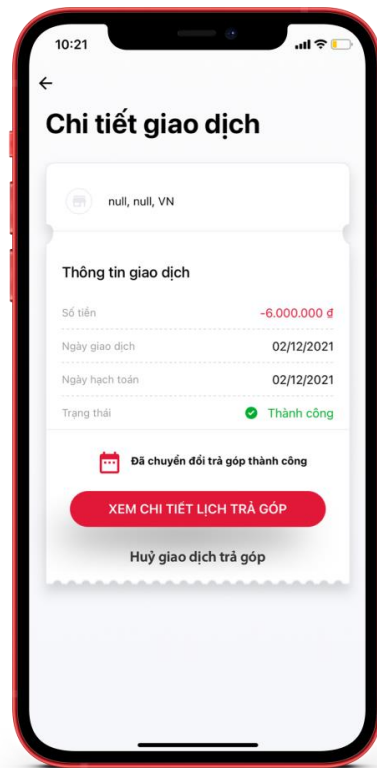 10:21
Chi tiết giao dịch
null, null, VN
Thông tin giao dịch
Số tiền -6.000.000 ₫
Ngày giao dịch 02/12/2021
Ngày hạch toán 02/12/2021
Trạng thái Thành công
Đã chuyển đổi trả góp thành công
XEM CHI TIẾT LỊCH TRẢ GÓP
Huỷ giao dịch trả góp